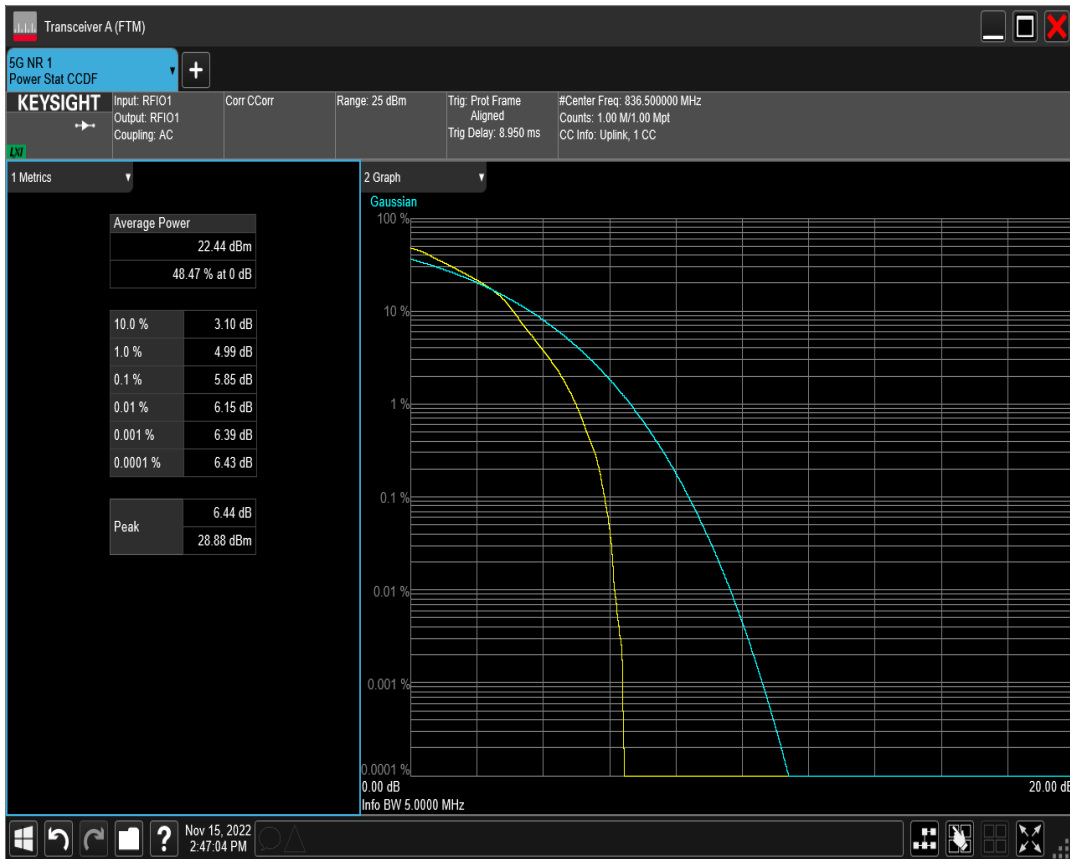 Transceiver A (FTM)
5G NR 1
Power Stat CCDF
KEYSIGHT
LXI
Input: RFIO1
Output: RFIO1
Coupling: AC
Corr CCorr
Range: 25 dBm
Trig: Prot Frame
Aligned
Trig Delay: 8.950 ms
#Center Freq: 836.500000 MHz
Counts: 1.00 M/1.00 Mpt
CC Info: Uplink, 1 CC
1 Metrics
Average Power
22.44 dBm
48.47 % at 0 dB
10.0 % 3.10 dB
1.0 % 4.99 dB
0.1 % 5.85 dB
0.01 % 6.15 dB
0.001 % 6.39 dB
0.0001 % 6.43 dB
Peak
6.44 dB
28.88 dBm
2 Graph
Gaussian
100 %
10 %
1 %
0.1 %
0.01 %
0.001 %
0.0001 %
0.00 dB
20.00 dB
Info BW 5.0000 MHz
Nov 15, 2022
2:47:04 PM